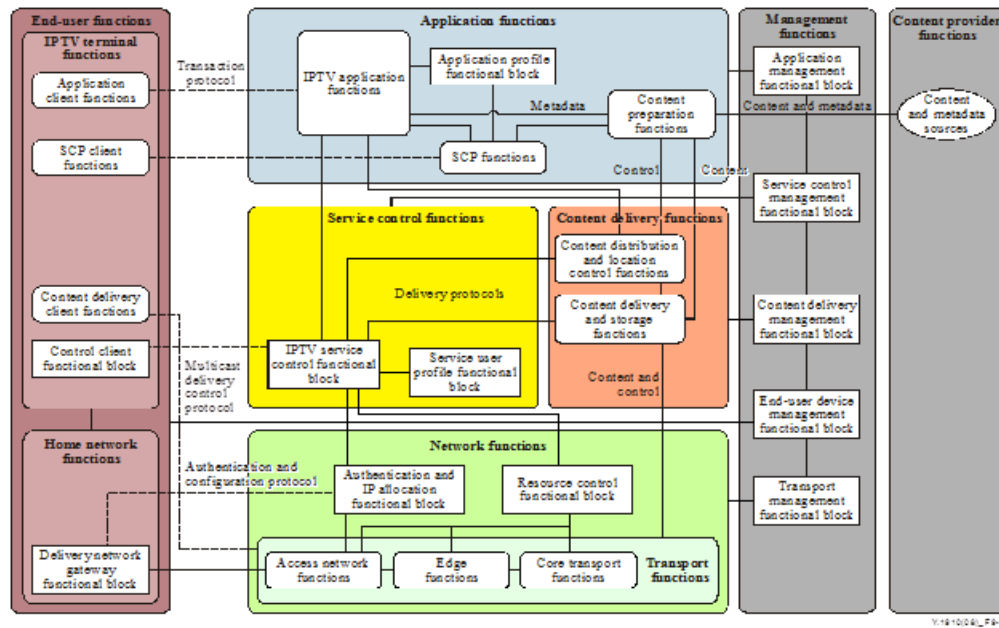 End-user functions
IPTV terminal
functions
Application
client functions
SCP client
functions
Content delivery
client functions
Control client
functional block
Home network
functions
Delivery network
gateway
functional block
Transaction
protocol
Multicast
delivery
control
protocol
Authentication and
configuration protocol
Application functions
IPTV application
functions
Application profile
functional block
Metadata
Content
preparation
functions
SCP functions
Control
Content
Service control functions
Delivery protocols
IPTV service
control functional
block
Service user
profile functional
block
Content delivery functions
Content distribution
and location
control functions
Content delivery
and storage
functions
Content and
control
Network functions
Authentication and
IP allocation
functional block
Resource control
functional block
Access network
functions
Edge
functions
Core transport
functions
Transport
functions
Management
functions
Application
management
functional block
Content and metadata
Service control
management
functional block
Content delivery
management
functional block
End-user device
management
functional block
Transport
management
functional block
Content provider
functions
Content
and metadata
sources